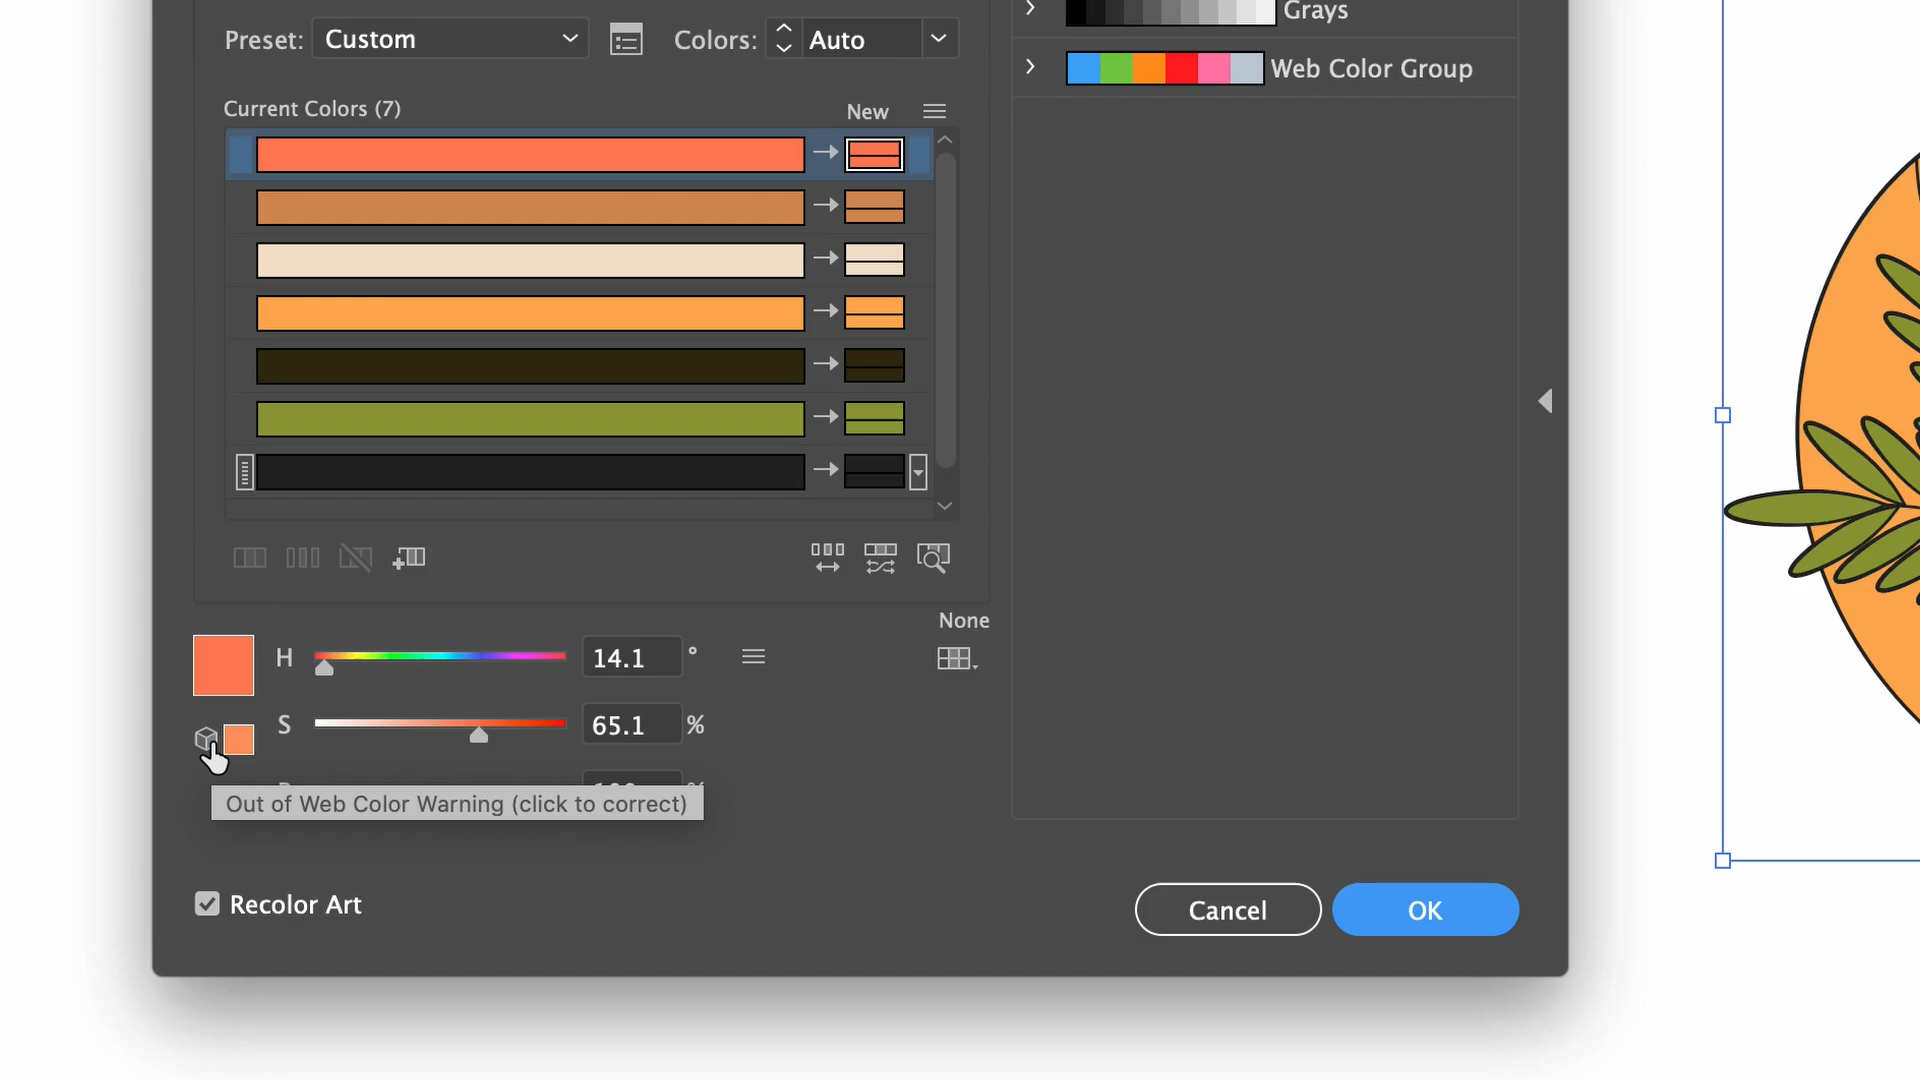 Grays
Preset: Custom
Colors: Auto
Web Color Group
Current Colors (7)
New
None
H 14.1 °
S 65.1 %
Out of Web Color Warning (click to correct)
Recolor Art
Cancel
OK